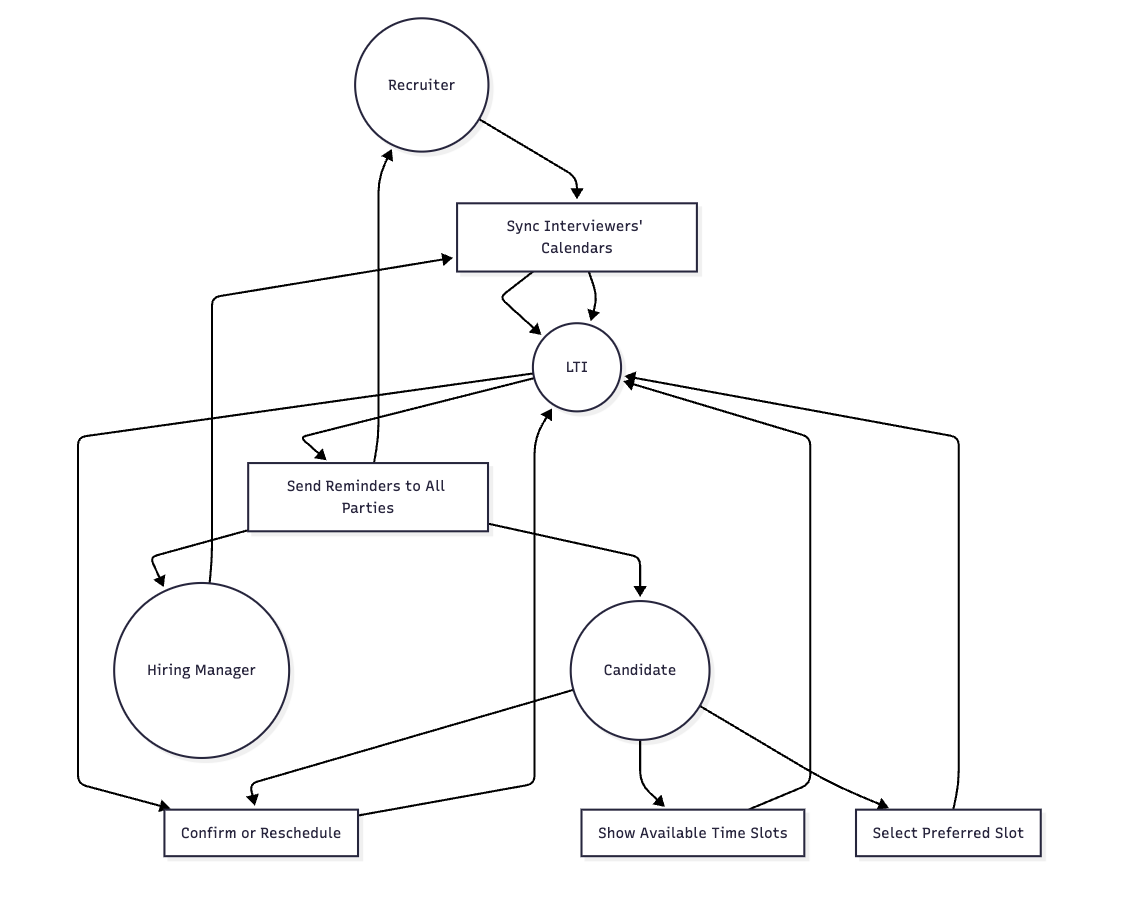 Recruiter
Sync Interviewers'
Calendars
LTI
Send Reminders to All
Parties
Hiring Manager
Candidate
Confirm or Reschedule
Show Available Time Slots
Select Preferred Slot